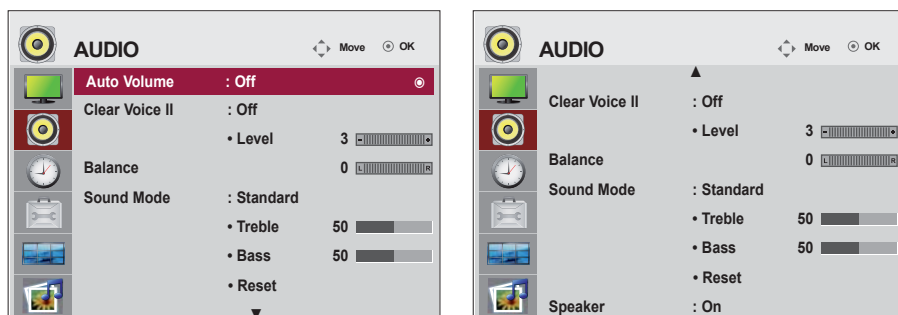 AUDIO Move OK
Auto Volume : Off
Clear Voice II : Off
• Level 3 - +
Balance 0 L R
Sound Mode : Standard
• Treble 50
• Bass 50
• Reset
AUDIO Move OK
Clear Voice II : Off
• Level 3 - +
Balance 0 L R
Sound Mode : Standard
• Treble 50
• Bass 50
• Reset
Speaker : On